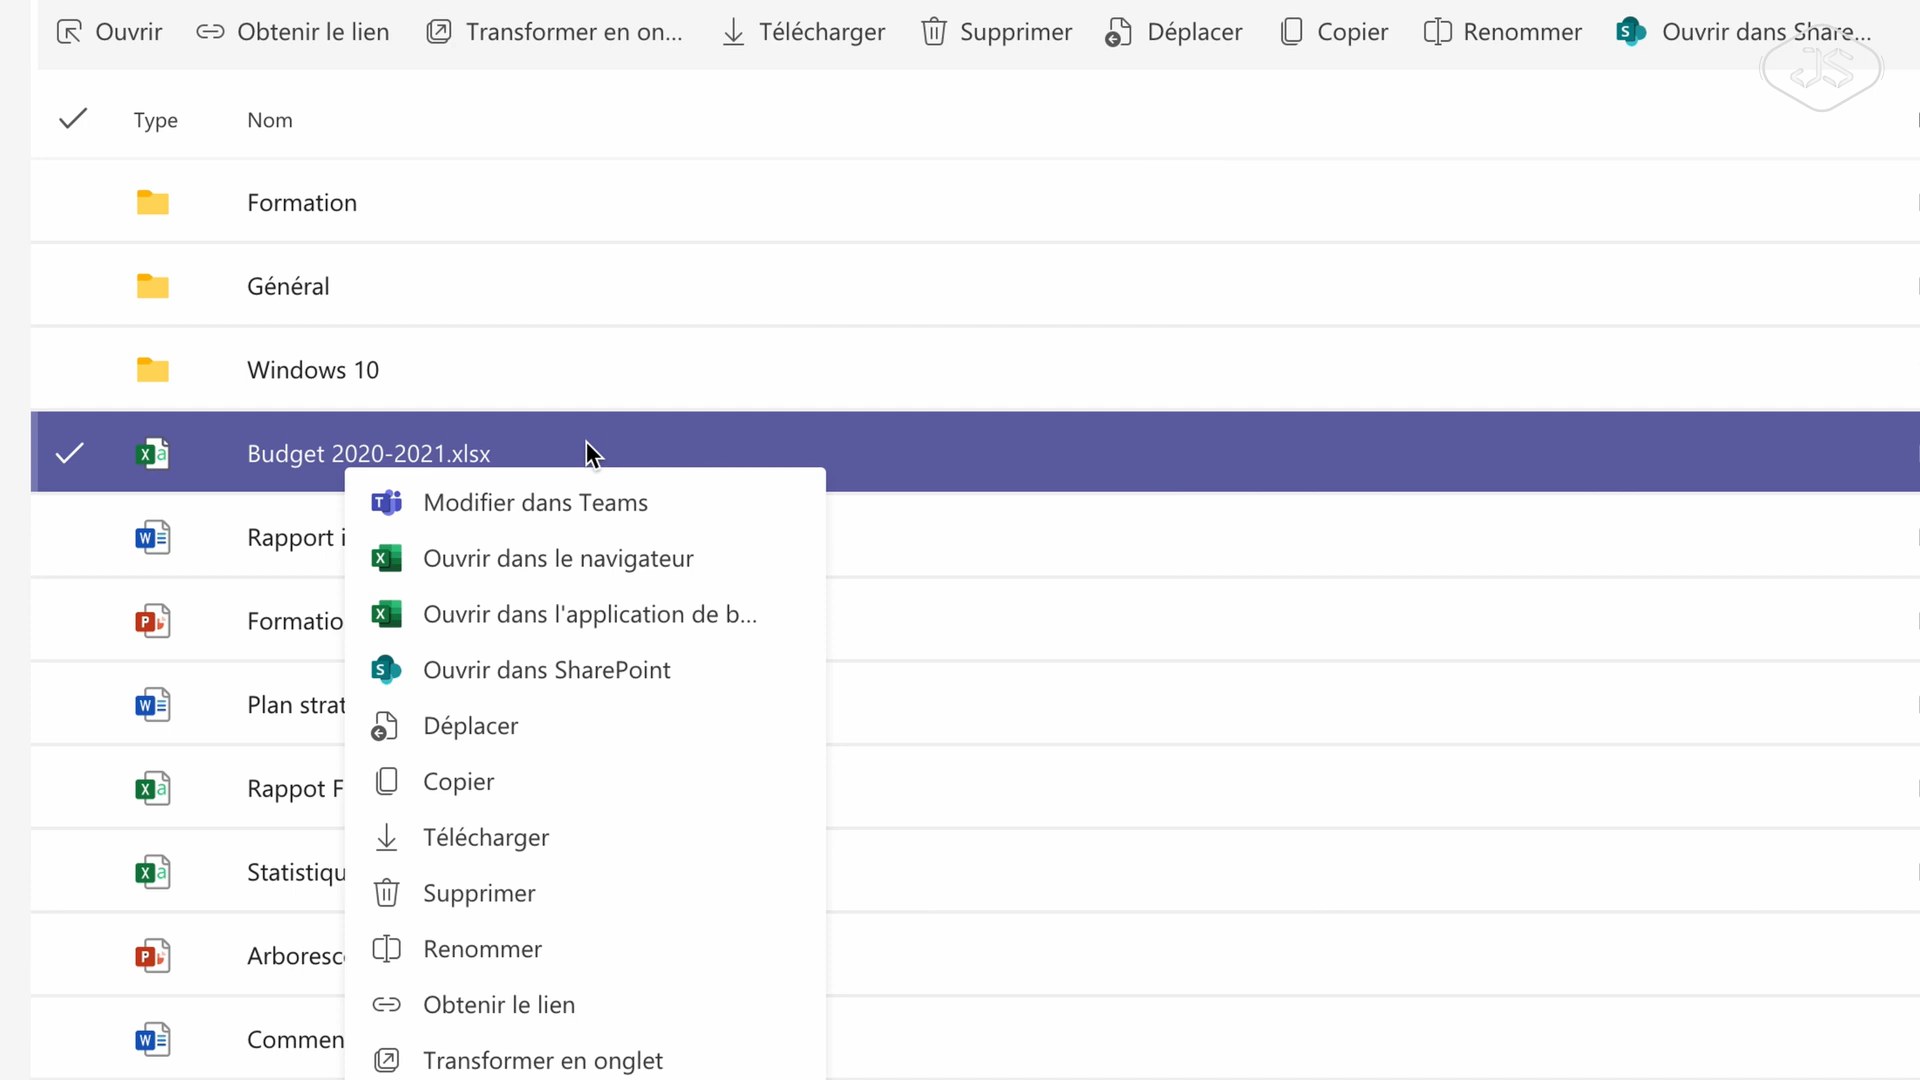 Ouvrir Obtenir le lien Transformer en on... Télécharger Supprimer Déplacer Copier Renommer Ouvrir dans Share...
JS
Type Nom
Formation
Général
Windows 10
Budget 2020-2021.xlsx
Modifier dans Teams
Rapport i
Ouvrir dans le navigateur
Formatio
Ouvrir dans l'application de b...
Ouvrir dans SharePoint
Plan strat
Déplacer
Rappot F
Copier
Télécharger
Statistiqu
Supprimer
Arboresc
Renommer
Obtenir le lien
Commen
Transformer en onglet